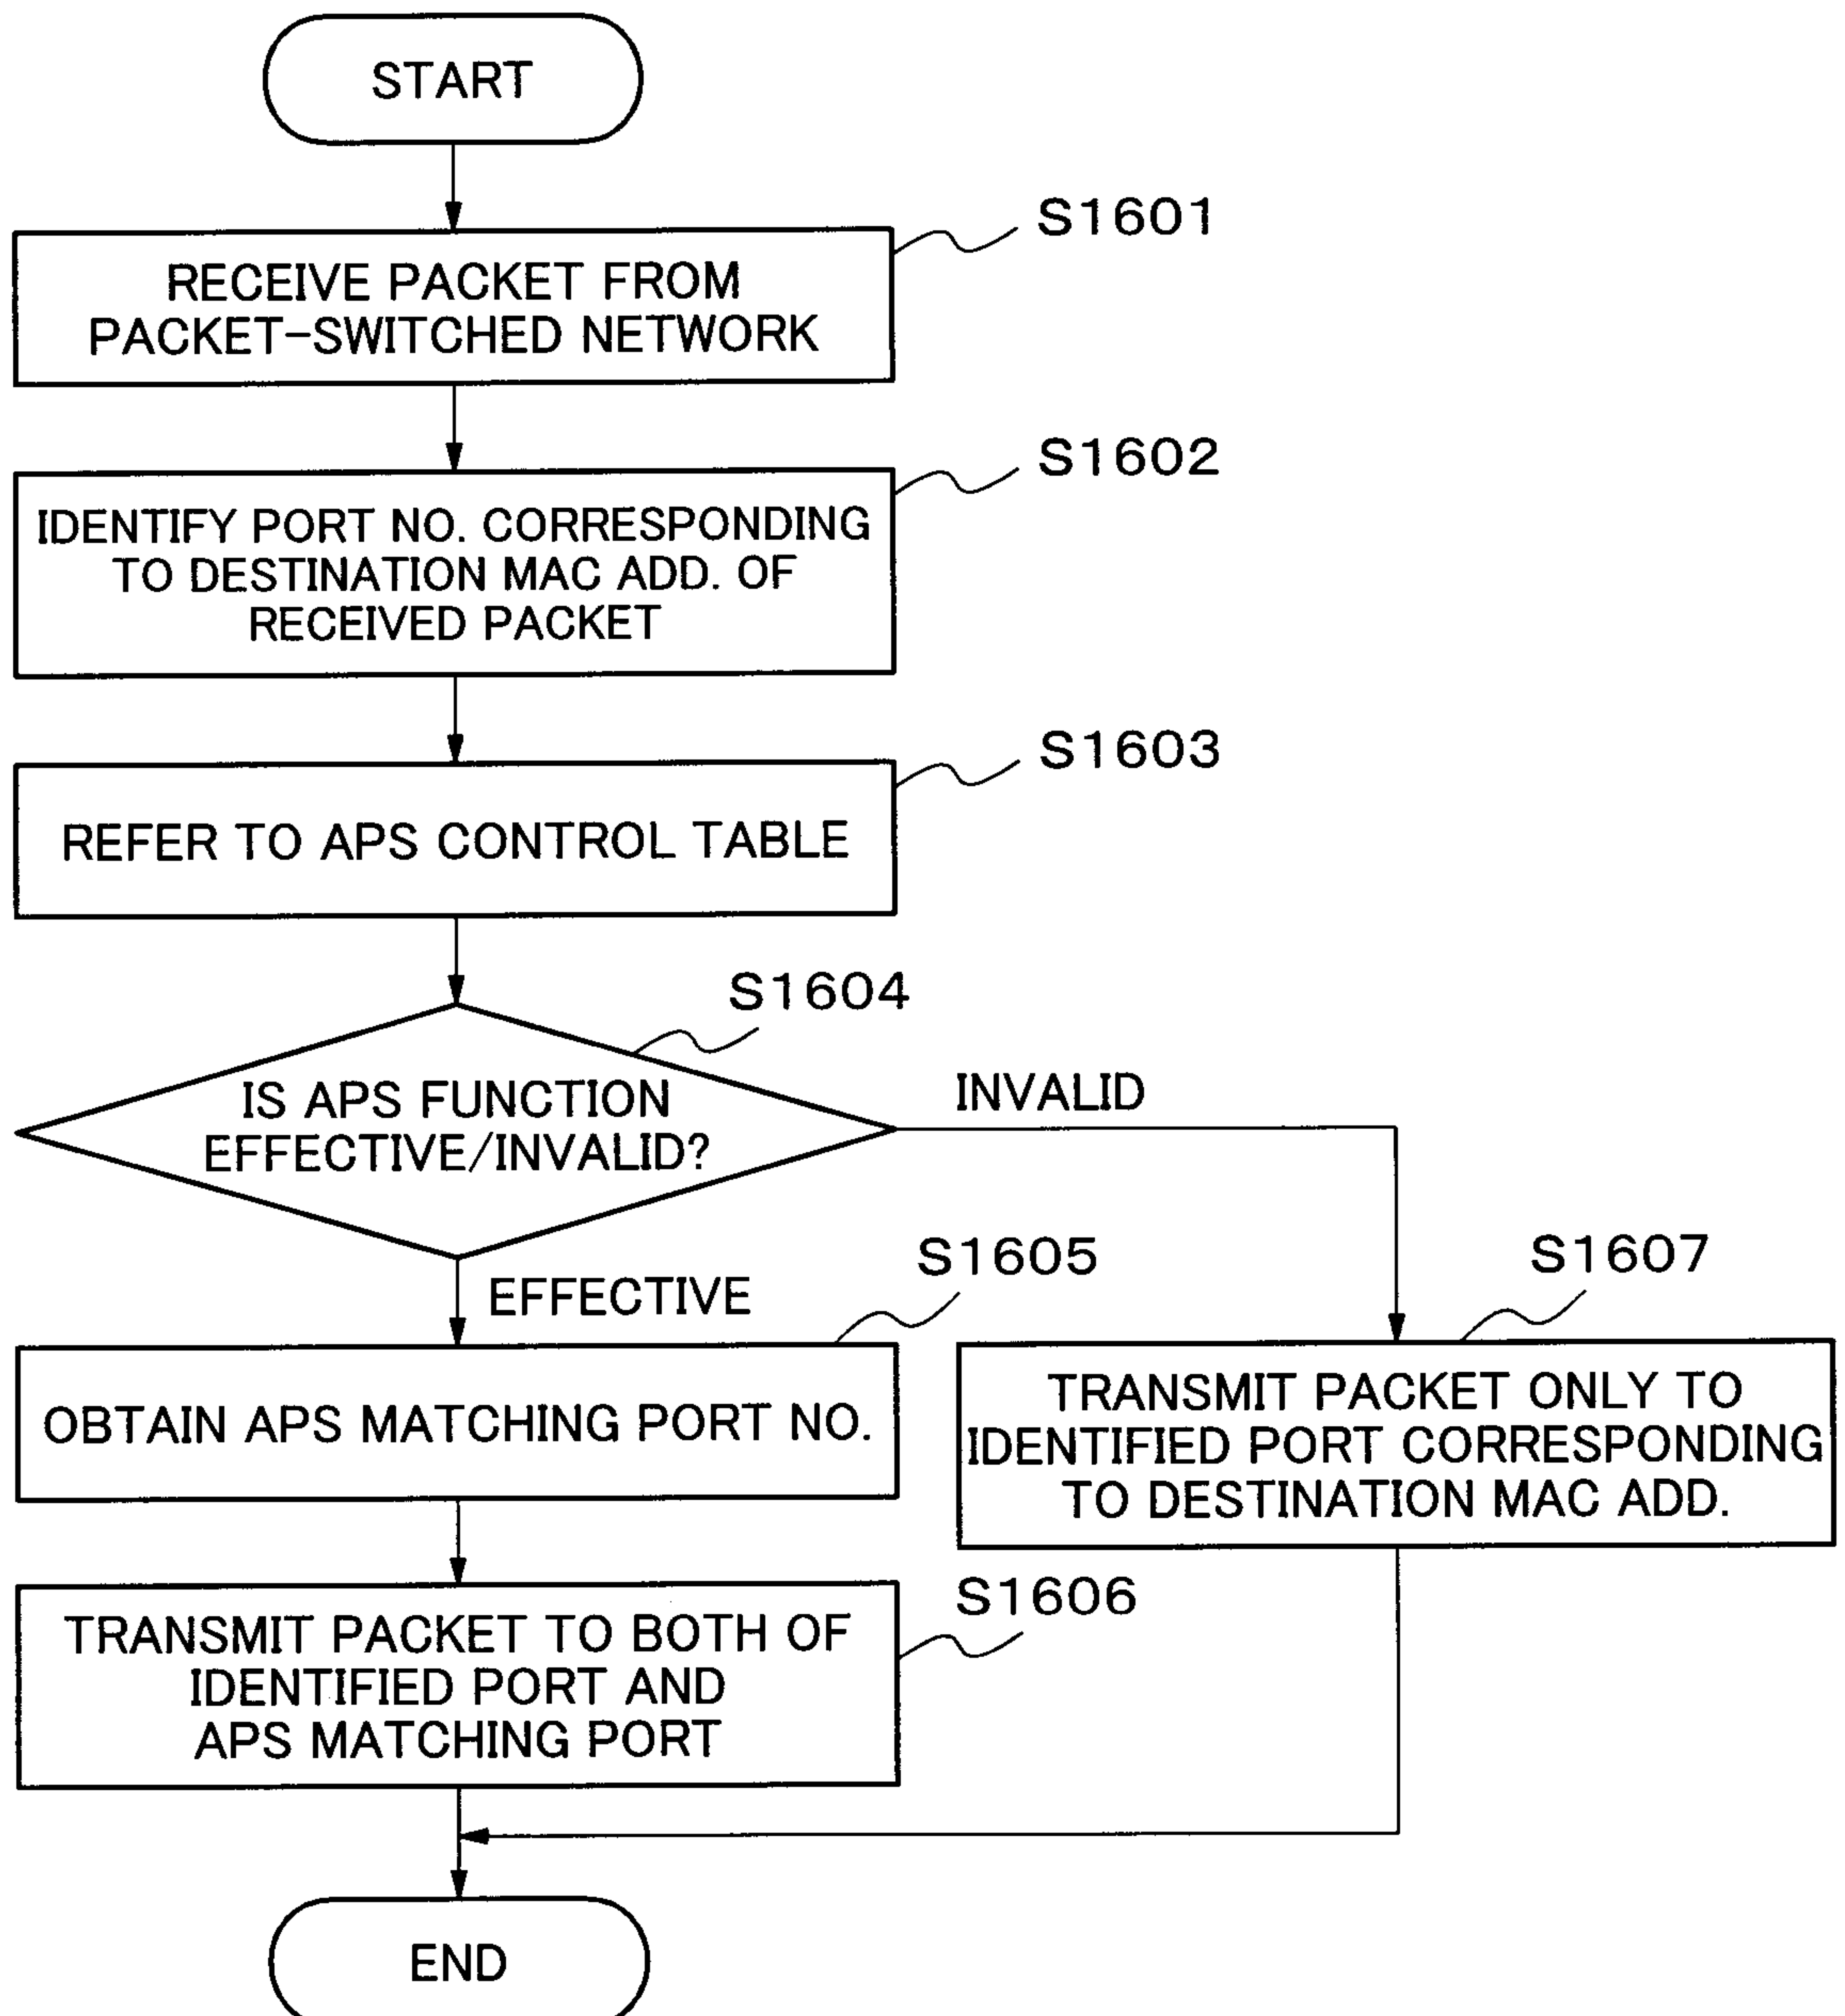 START
S1601
RECEIVE PACKET FROM
PACKET-SWITCHED NETWORK
S1602
IDENTIFY PORT NO. CORRESPONDING
TO DESTINATION MAC ADD. OF
RECEIVED PACKET
S1603
REFER TO APS CONTROL TABLE
S1604
IS APS FUNCTION
EFFECTIVE/INVALID?
INVALID
EFFECTIVE
S1605
OBTAIN APS MATCHING PORT NO.
S1607
TRANSMIT PACKET ONLY TO
IDENTIFIED PORT CORRESPONDING
TO DESTINATION MAC ADD.
S1606
TRANSMIT PACKET TO BOTH OF
IDENTIFIED PORT AND
APS MATCHING PORT
END